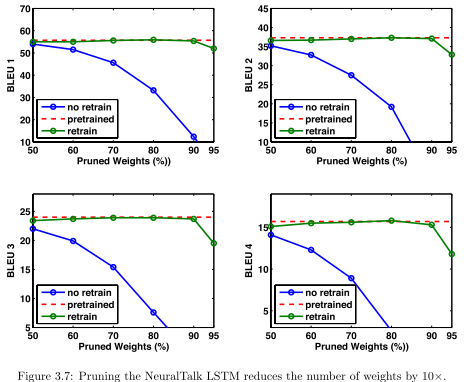 70
60
50
40
30
20
10
BLEU 1
no retrain
pretrained
retrain
50 60 70 80 90 95
Pruned Weights (%))
45
40
35
30
25
20
15
10
BLEU 2
no retrain
pretrained
retrain
50 60 70 80 90 95
Pruned Weights (%))
25
20
15
10
5
BLEU 3
no retrain
pretrained
retrain
50 60 70 80 90 95
Pruned Weights (%))
15
10
5
BLEU 4
no retrain
pretrained
retrain
50 60 70 80 90 95
Pruned Weights (%))
Figure 3.7: Pruning the NeuralTalk LSTM reduces the number of weights by 10×.